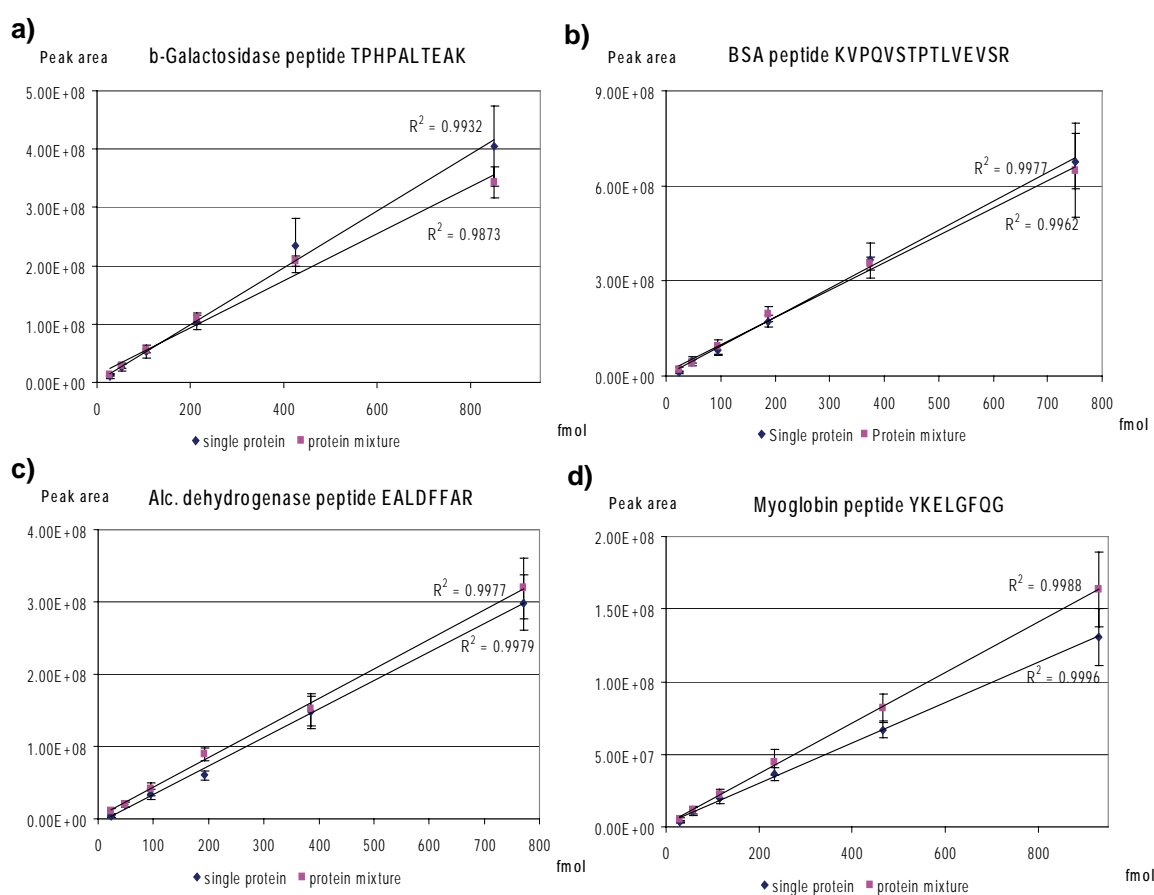 a)
b-Galactosidase peptide TPHPALTEAK
Peak area
5.00E+08
4.00E+08
3.00E+08
2.00E+08
1.00E+08
0.00E+00
R2 = 0.9932
R2 = 0.9873
0 200 400 600 800
fmol
single protein protein mixture
b)
BSA peptide KVPQVSTPTLVEVSR
Peak area
9.00E+08
6.00E+08
3.00E+08
0.00E+00
R2 = 0.9977
R2 = 0.9962
0 100 200 300 400 500 600 700 800
fmol
Single protein Protein mixture
c)
Alc. dehydrogenase peptide EALDFFAR
Peak area
4.00E+08
3.00E+08
2.00E+08
1.00E+08
0.00E+00
R2 = 0.9977
R2 = 0.9979
0 100 200 300 400 500 600 700 800
fmol
single protein protein mixture
d)
Myoglobin peptide YKELGFQG
Peak area
2.00E+08
1.50E+08
1.00E+08
5.00E+07
0.00E+00
R2 = 0.9988
R2 = 0.9996
0 200 400 600 800
fmol
single protein protein mixture